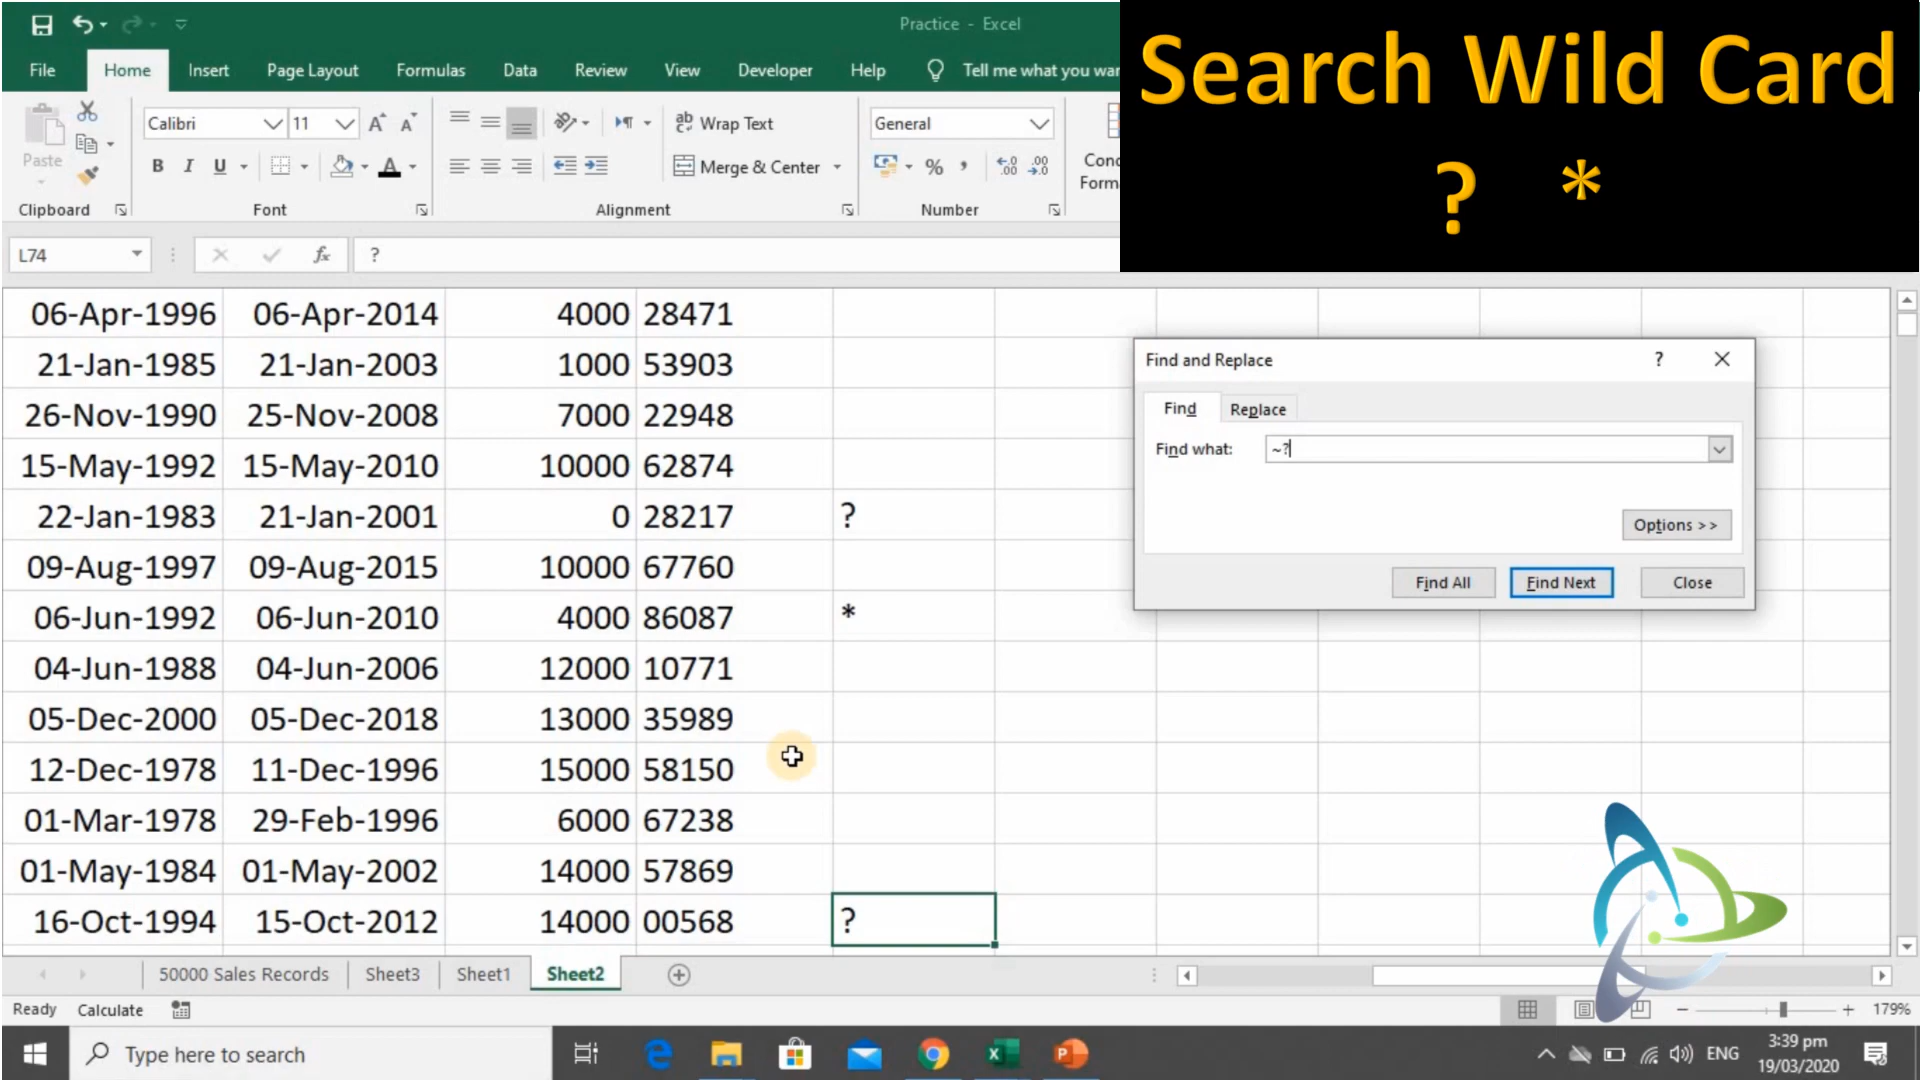 Practice - Excel
Search Wild Card
? *
File Home Insert Page Layout Formulas Data Review View Developer Help Tell me what you
Paste
Calibri 11 A A
ab Wrap Text
General
B I U A
Merge & Center
% , .0 .00 .00 .0
Clipboard Font Alignment Number
L74 fx ?
06-Apr-1996 06-Apr-2014 4000 28471
21-Jan-1985 21-Jan-2003 1000 53903
26-Nov-1990 25-Nov-2008 7000 22948
15-May-1992 15-May-2010 10000 62874
22-Jan-1983 21-Jan-2001 0 28217 ?
09-Aug-1997 09-Aug-2015 10000 67760
06-Jun-1992 06-Jun-2010 4000 86087 *
04-Jun-1988 04-Jun-2006 12000 10771
05-Dec-2000 05-Dec-2018 13000 35989
12-Dec-1978 11-Dec-1996 15000 58150
01-Mar-1978 29-Feb-1996 6000 67238
01-May-1984 01-May-2002 14000 57869
16-Oct-1994 15-Oct-2012 14000 00568 ?
Find and Replace ?
Find Replace
Find what: ~?
Options >>
Find All Find Next Close
50000 Sales Records Sheet3 Sheet1 Sheet2
Ready Calculate 179%
Type here to search
ENG
3:39 pm
19/03/2020